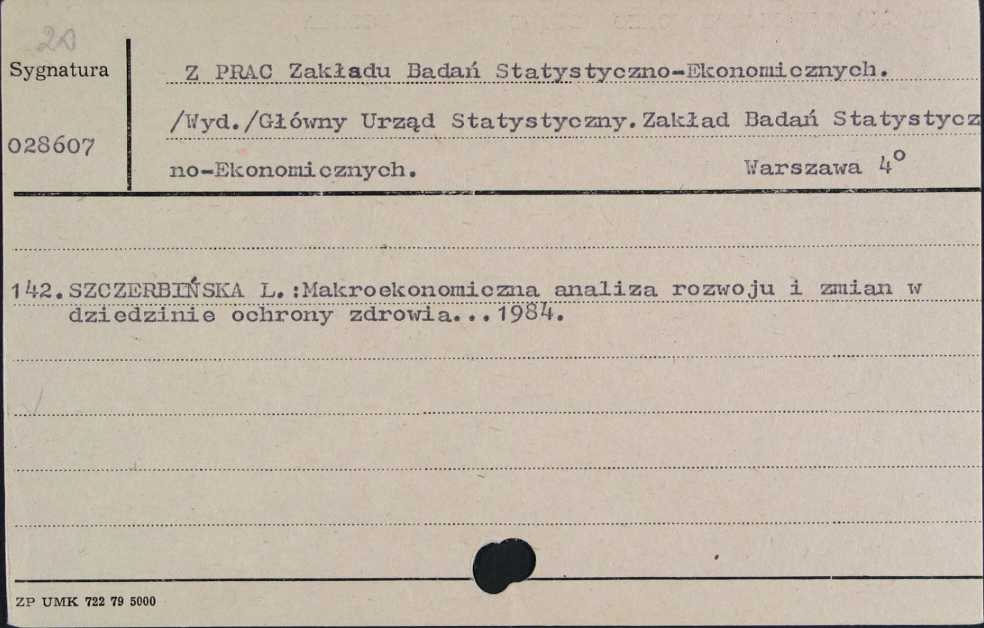 20
Sygnatura
Z PRAC Zakładu Badań Statystyczno-Ekonomicznych.
/Wyd./Główny Urząd Statystyczny.Zakład Badań Statystycz
028607
no-Ekonomicznych. Warszawa 4°
142.SZCZERBIŃSKA L.:Makroekonomiczna analiza rozwoju i zmian w
dziedzinie ochrony zdrowia...1984.
ZP UMK 722 79 5000